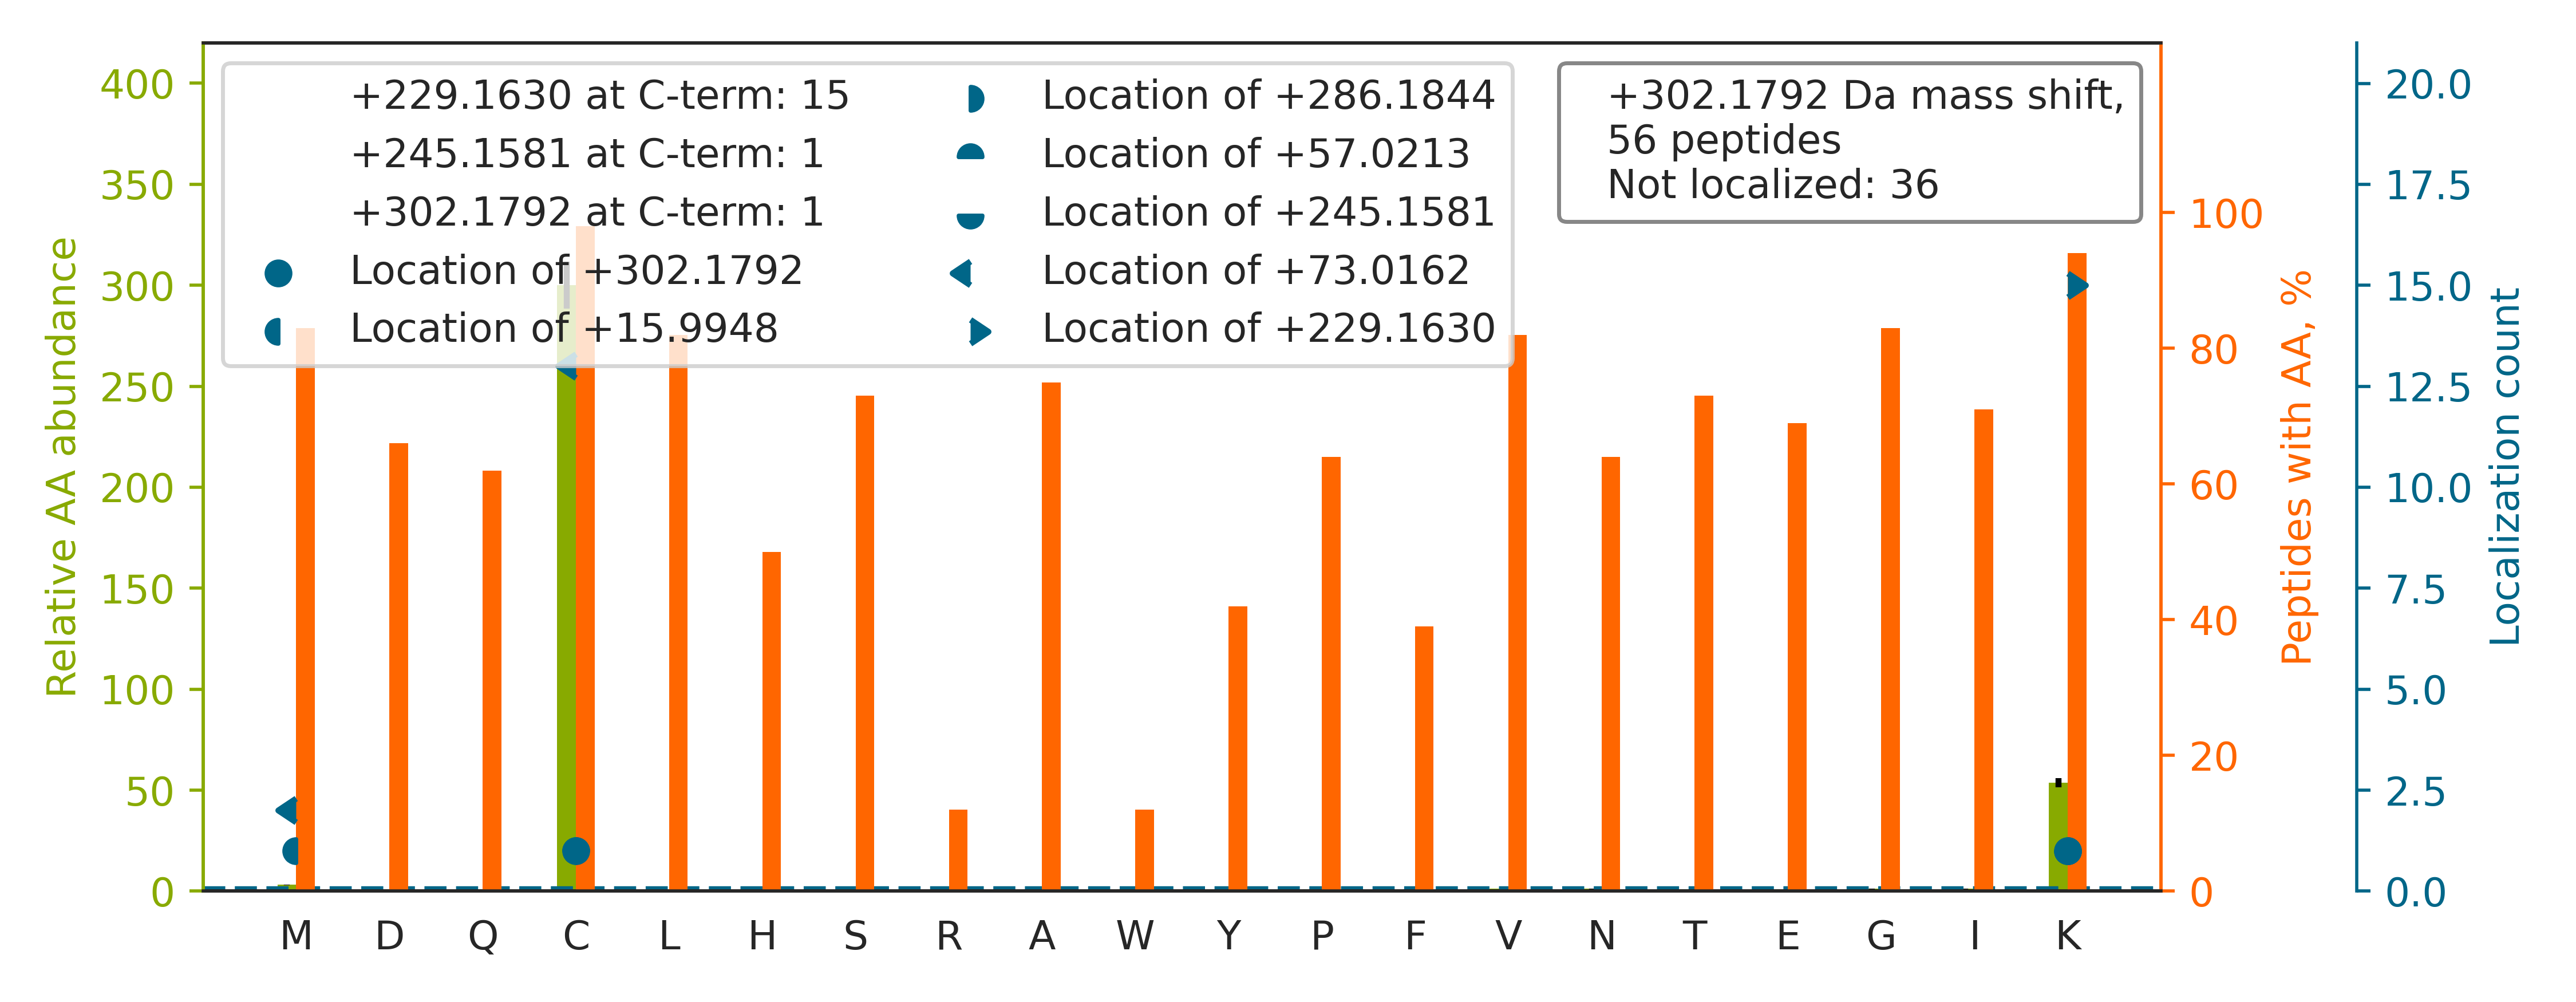 +229.1630 at C-term: 15
+245.1581 at C-term: 1
+302.1792 at C-term: 1
Location of +302.1792
Location of +15.9948
Location of +286.1844
Location of +57.0213
Location of +245.1581
Location of +73.0162
Location of +229.1630
+302.1792 Da mass shift,
56 peptides
Not localized: 36
Relative AA abundance
400
350
300
250
200
150
100
50
0
M D Q C L H S R A W Y P F V N T E G I K
100
80
60
40
20
0
Peptides with AA, %
20.0
17.5
15.0
12.5
10.0
7.5
5.0
2.5
0.0
Localization count